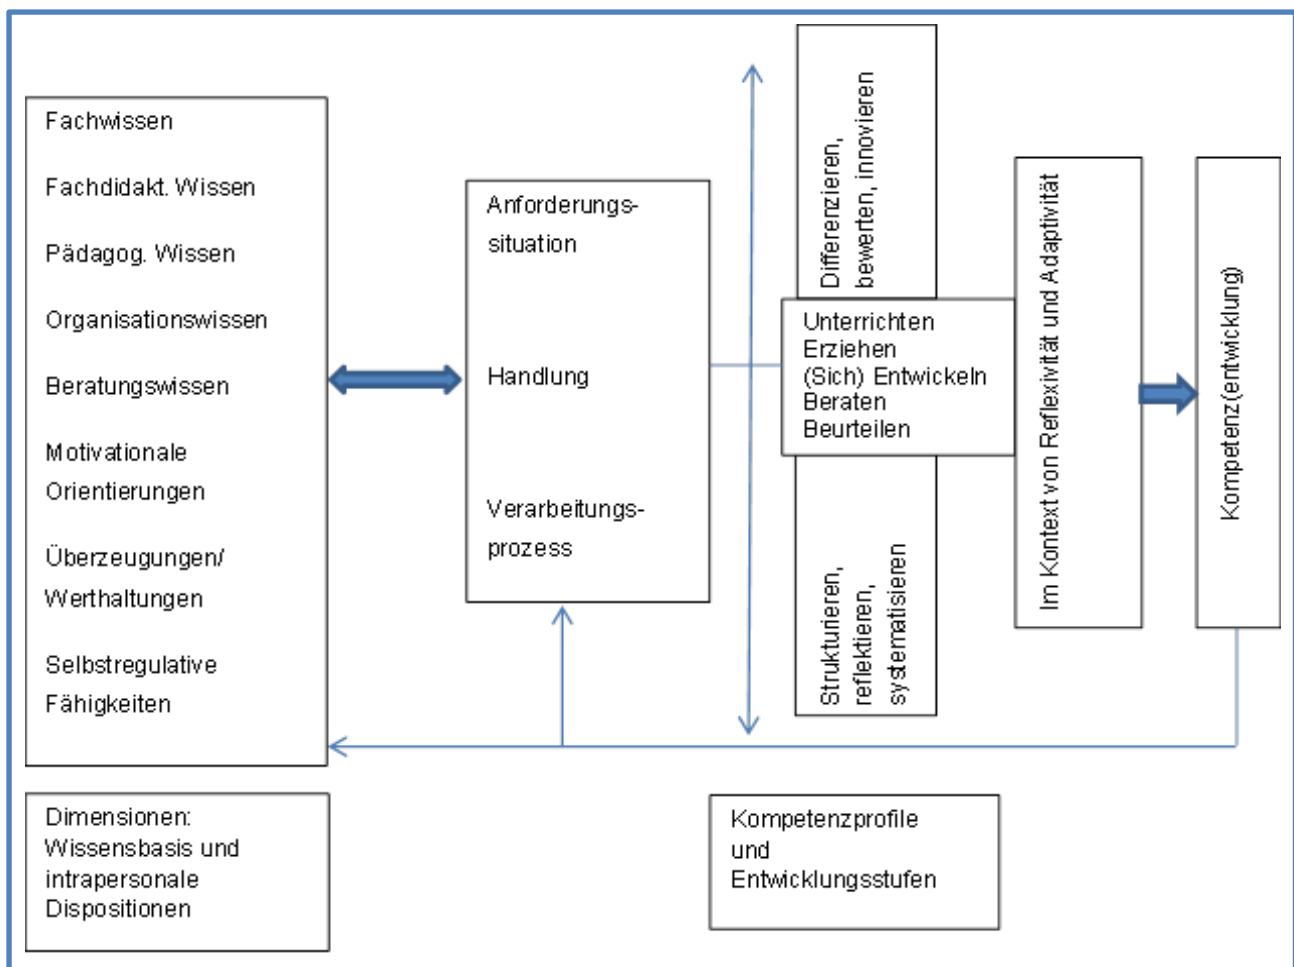 Fachwissen
Fachdidakt. Wissen
Pädagog. Wissen
Organisationswissen
Beratungswissen
Motivationale
Orientierungen
Überzeugungen/
Werthaltungen
Selbstregulative
Fähigkeiten
Anforderungs-
situation
Handlung
Verarbeitungs-
prozess
Differenzieren,
bewerten, innovieren
Unterrichten
Erziehen
(Sich) Entwickeln
Beraten
Beurteilen
Strukturieren,
reflektieren,
systematisieren
Im Kontext von Reflexivität und Adaptivität
Kompetenz(entwicklung)
Dimensionen:
Wissensbasis und
intrapersonale
Dispositionen
Kompetenzprofile
und
Entwicklungsstufen